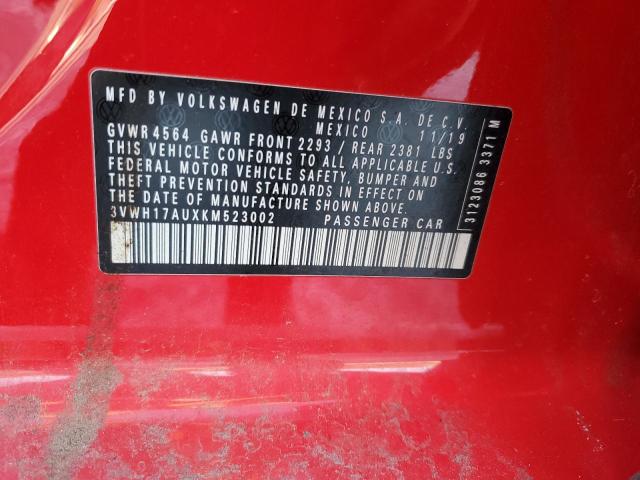 MFD BY VOLKSWAGEN DE MEXICO S.A. DE C.V.
MEXICO 11/19
GVWR 4564 GAWR FRONT 2293 / REAR 2381 LBS
THIS VEHICLE CONFORMS TO ALL APPLICABLE U.S.
FEDERAL MOTOR VEHICLE SAFETY, BUMPER AND
THEFT PREVENTION STANDARDS IN EFFECT ON
THE DATE OF MANUFACTURE SHOWN ABOVE.
3VWH17AUXKM523002 PASSENGER CAR
3123086 3371 M